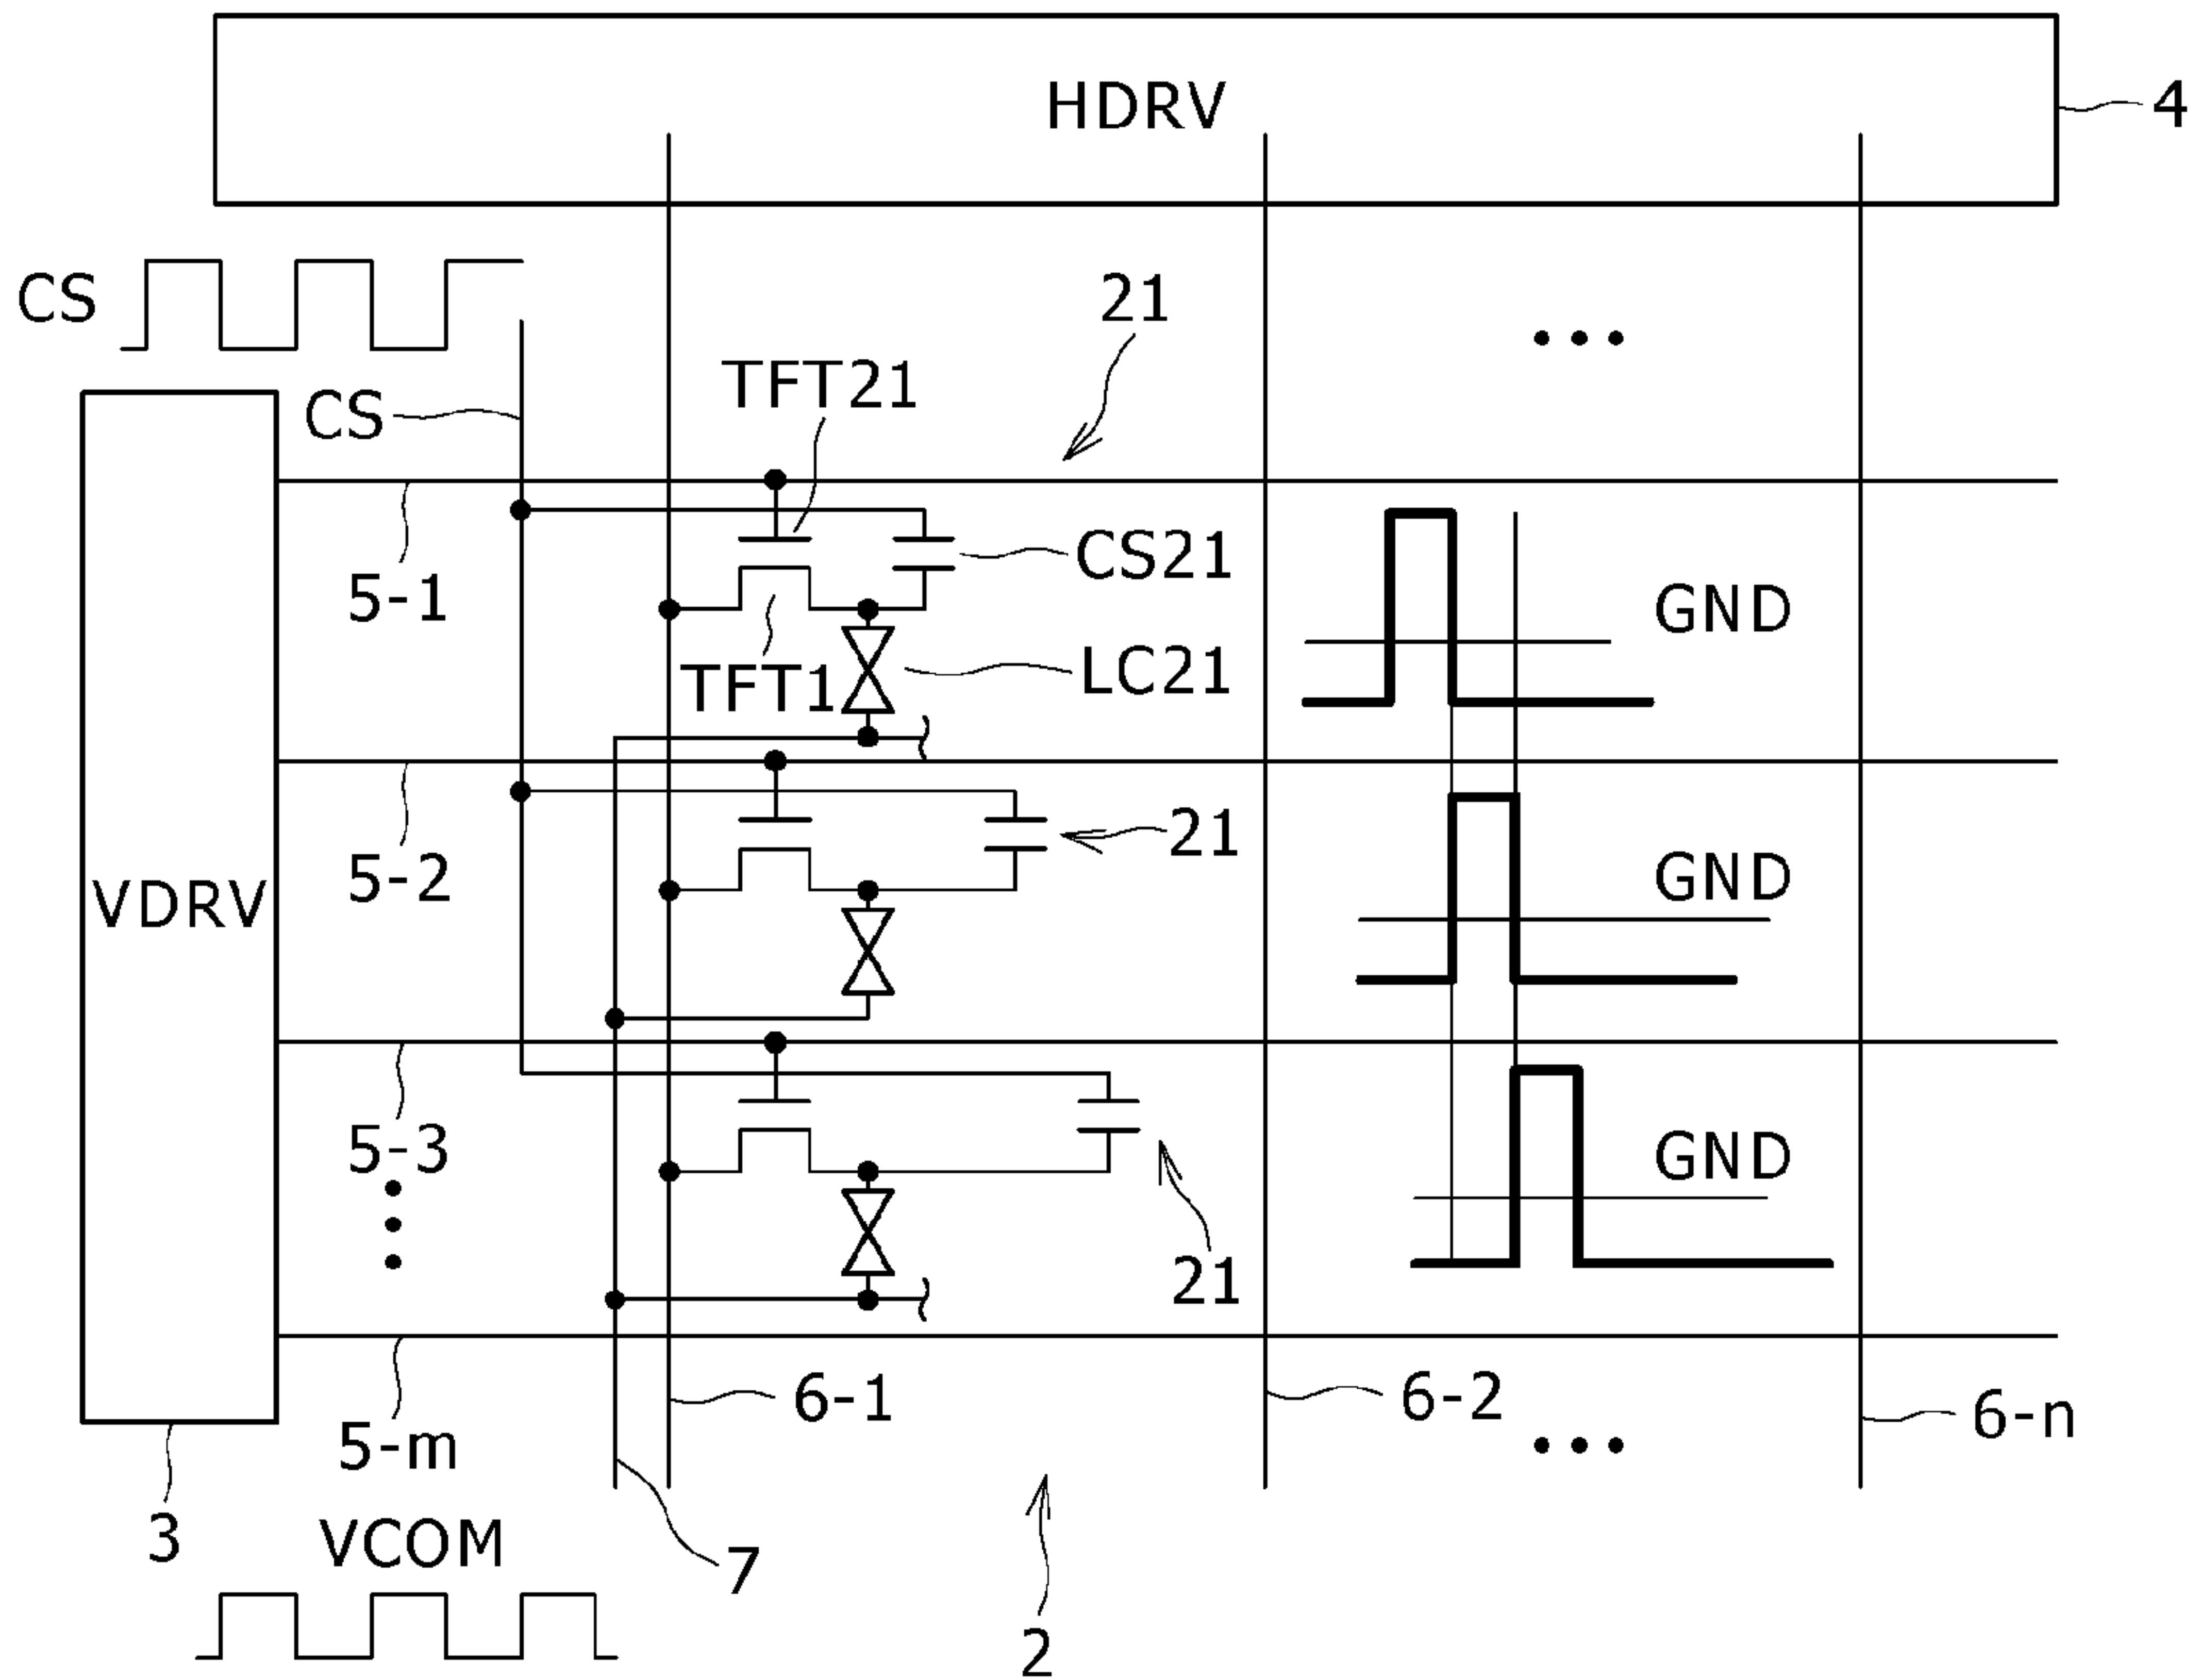 HDRV
4
CS
21
TFT21
• • •
CS
5-1
CS21
GND
TFT1
LC21
5-2
21
GND
VDRV
5-3
GND
21
6-1
6-2
6-n
5-m
• • •
3
VCOM
7
2